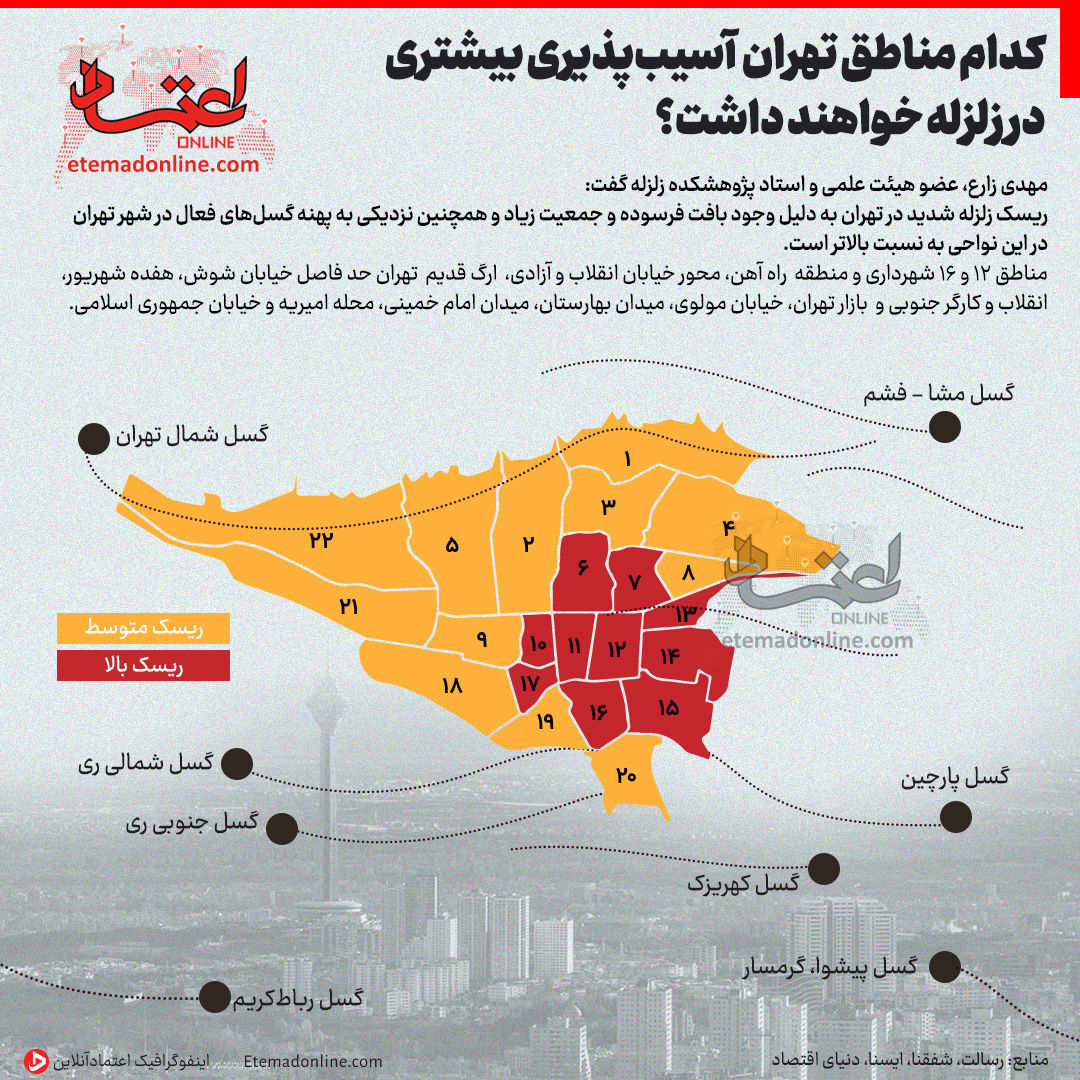 کدام مناطق تهران آسیب‌پذیری بیشتری
در زلزله خواهند داشت؟
اعتماد
ONLINE
etemadonline.com
مهدی زارع، عضو هیئت علمی و استاد پژوهشکده زلزله گفت:
ریسک زلزله شدید در تهران به دلیل وجود بافت فرسوده و جمعیت زیاد و همچنین نزدیکی به پهنه گسل‌های فعال در شهر تهران
در این نواحی به نسبت بالاتر است.
مناطق ۱۲ و ۱۶ شهرداری و منطقه راه آهن، محور خیابان انقلاب و آزادی، ارگ قدیم تهران حد فاصل خیابان شوش، هفده شهریور،
انقلاب و کارگر جنوبی و بازار تهران، خیابان مولوی، میدان بهارستان، میدان امام خمینی، محله امیریه و خیابان جمهوری اسلامی.
گسل مشا - فشم
گسل شمال تهران
۱
۳
۴
۲۲
۵
۲
۶
۷
۸
۲۱
۱۳
۹
۱۰
۱۱
۱۲
۱۴
۱۸
۱۷
۱۹
۱۶
۱۵
۲۰
اعتماد
ONLINE
etemadonline.com
ریسک متوسط
ریسک بالا
گسل شمالی ری
گسل پارچین
گسل جنوبی ری
گسل کهریزک
گسل پیشوا، گرمسار
گسل رباط‌کریم
منابع: رسالت، شفقنا، ایسنا، دنیای اقتصاد
Etemadonline.com
اینفوگرافیک اعتمادآنلاین